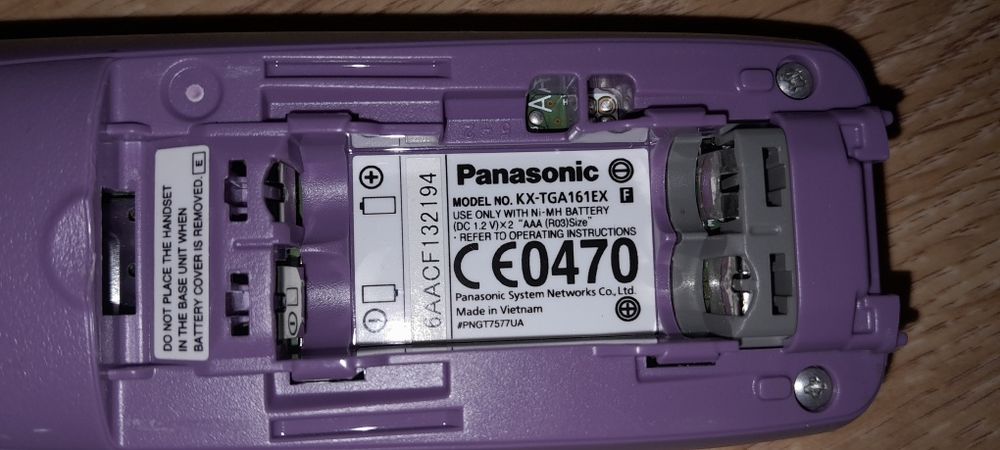 DO NOT PLACE THE HANDSET
IN THE BASE UNIT WHEN
BATTERY COVER IS REMOVED. E
6AACF132194
Panasonic
MODEL NO. KX-TGA161EX F
USE ONLY WITH Ni-MH BATTERY
(DC 1.2 V)×2 "AAA (R03)Size"
· REFER TO OPERATING INSTRUCTIONS
CE0470
Panasonic System Networks Co., Ltd.
Made in Vietnam
#PNGT7577UA
A